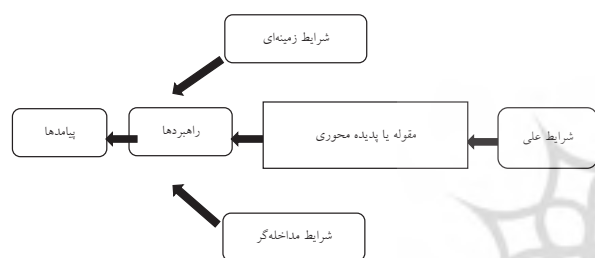 شرایط زمینه‌ای
شرایط علی
مقوله یا پدیده محوری
راهبردها
پیامدها
شرایط مداخله‌گر